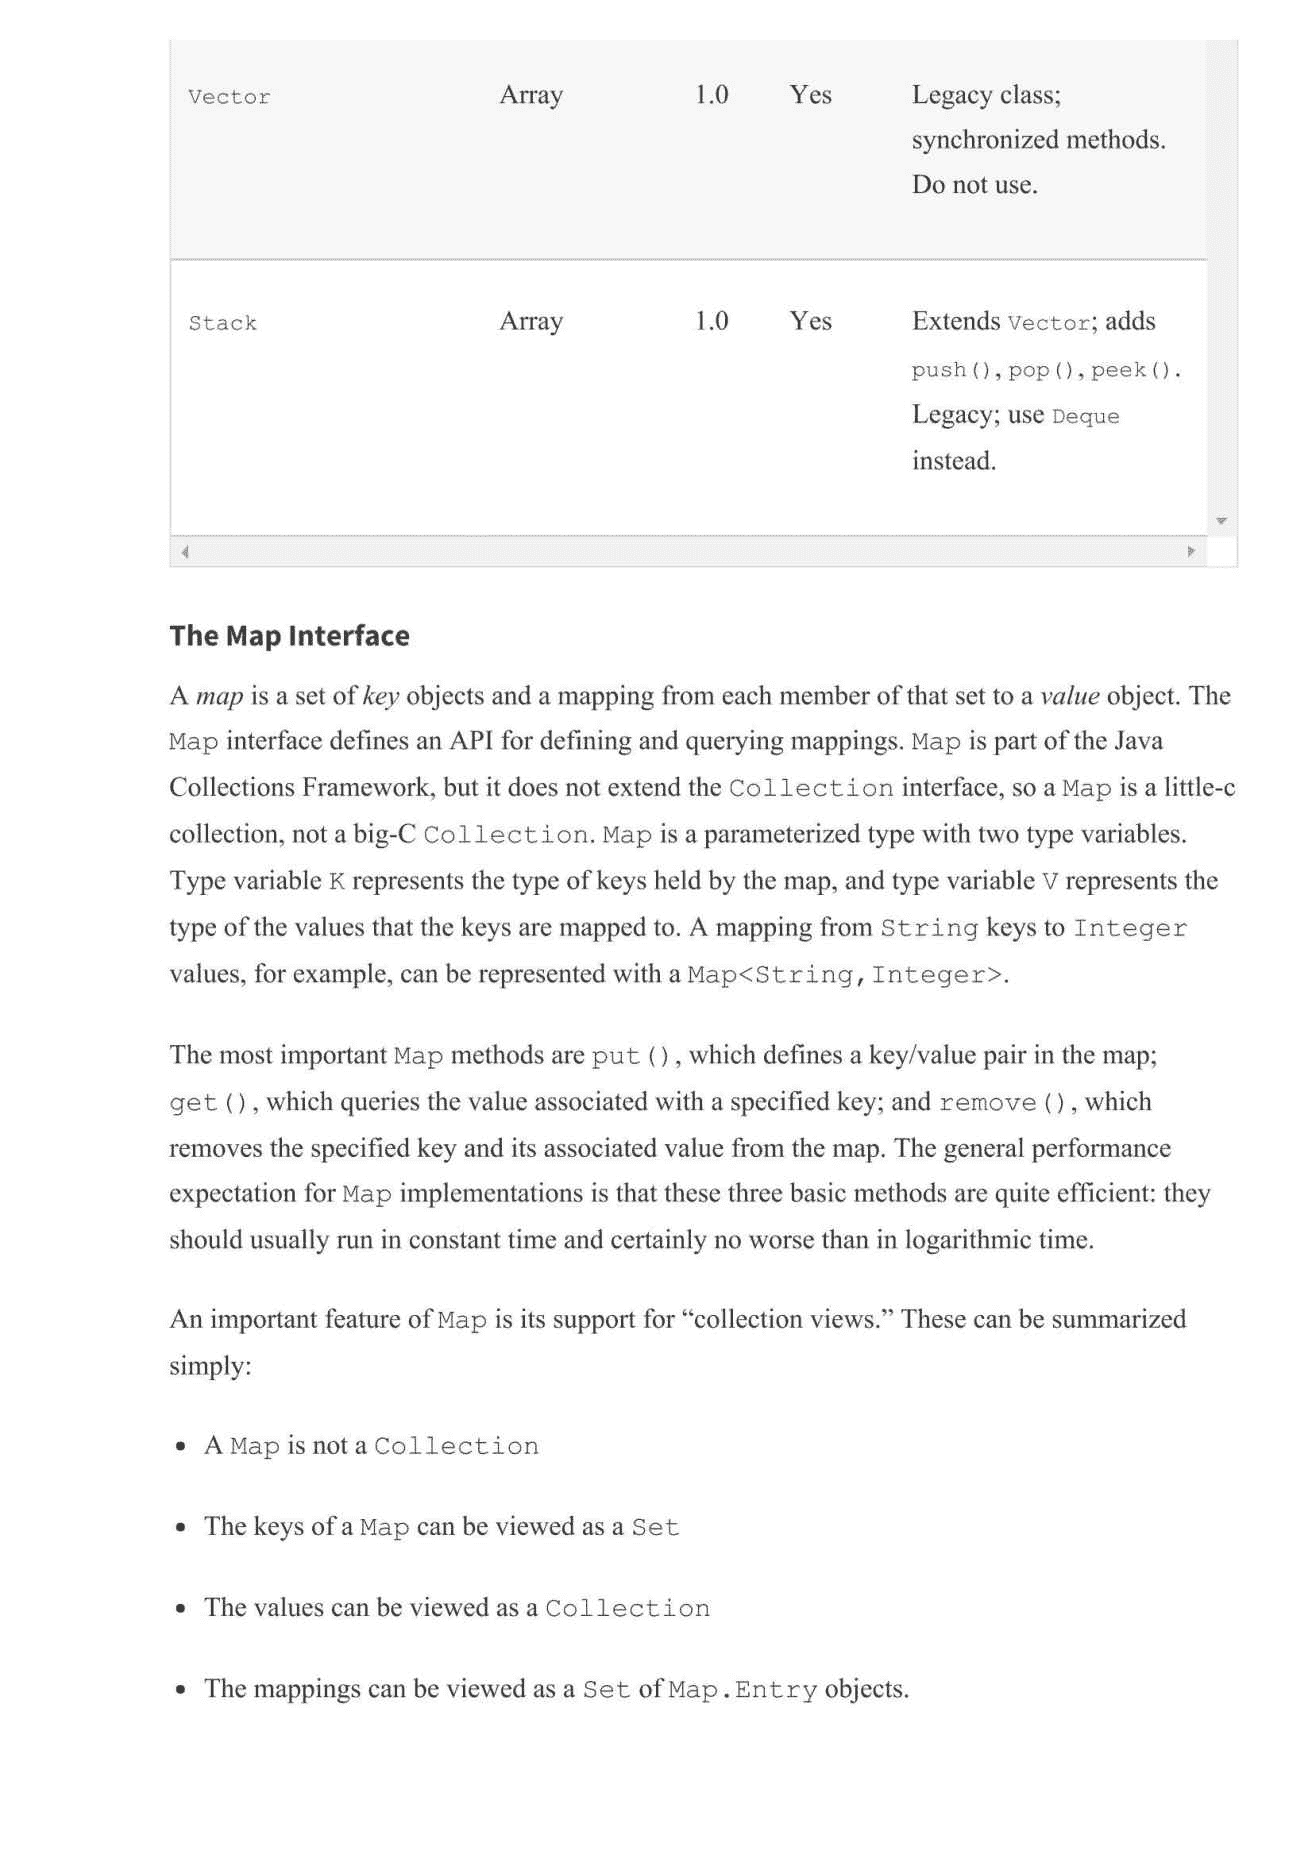 Vector Array 1.0 Yes Legacy class;
synchronized methods.
Do not use.
Stack Array 1.0 Yes Extends Vector; adds
push(), pop(), peek().
Legacy; use Deque
instead.
The Map Interface
A map is a set of key objects and a mapping from each member of that set to a value object. The
Map interface defines an API for defining and querying mappings. Map is part of the Java
Collections Framework, but it does not extend the Collection interface, so a Map is a little-c
collection, not a big-C Collection. Map is a parameterized type with two type variables.
Type variable K represents the type of keys held by the map, and type variable V represents the
type of the values that the keys are mapped to. A mapping from String keys to Integer
values, for example, can be represented with a Map<String,Integer>.
The most important Map methods are put(), which defines a key/value pair in the map;
get(), which queries the value associated with a specified key; and remove(), which
removes the specified key and its associated value from the map. The general performance
expectation for Map implementations is that these three basic methods are quite efficient: they
should usually run in constant time and certainly no worse than in logarithmic time.
An important feature of Map is its support for “collection views.” These can be summarized
simply:
• A Map is not a Collection
• The keys of a Map can be viewed as a Set
• The values can be viewed as a Collection
• The mappings can be viewed as a Set of Map.Entry objects.